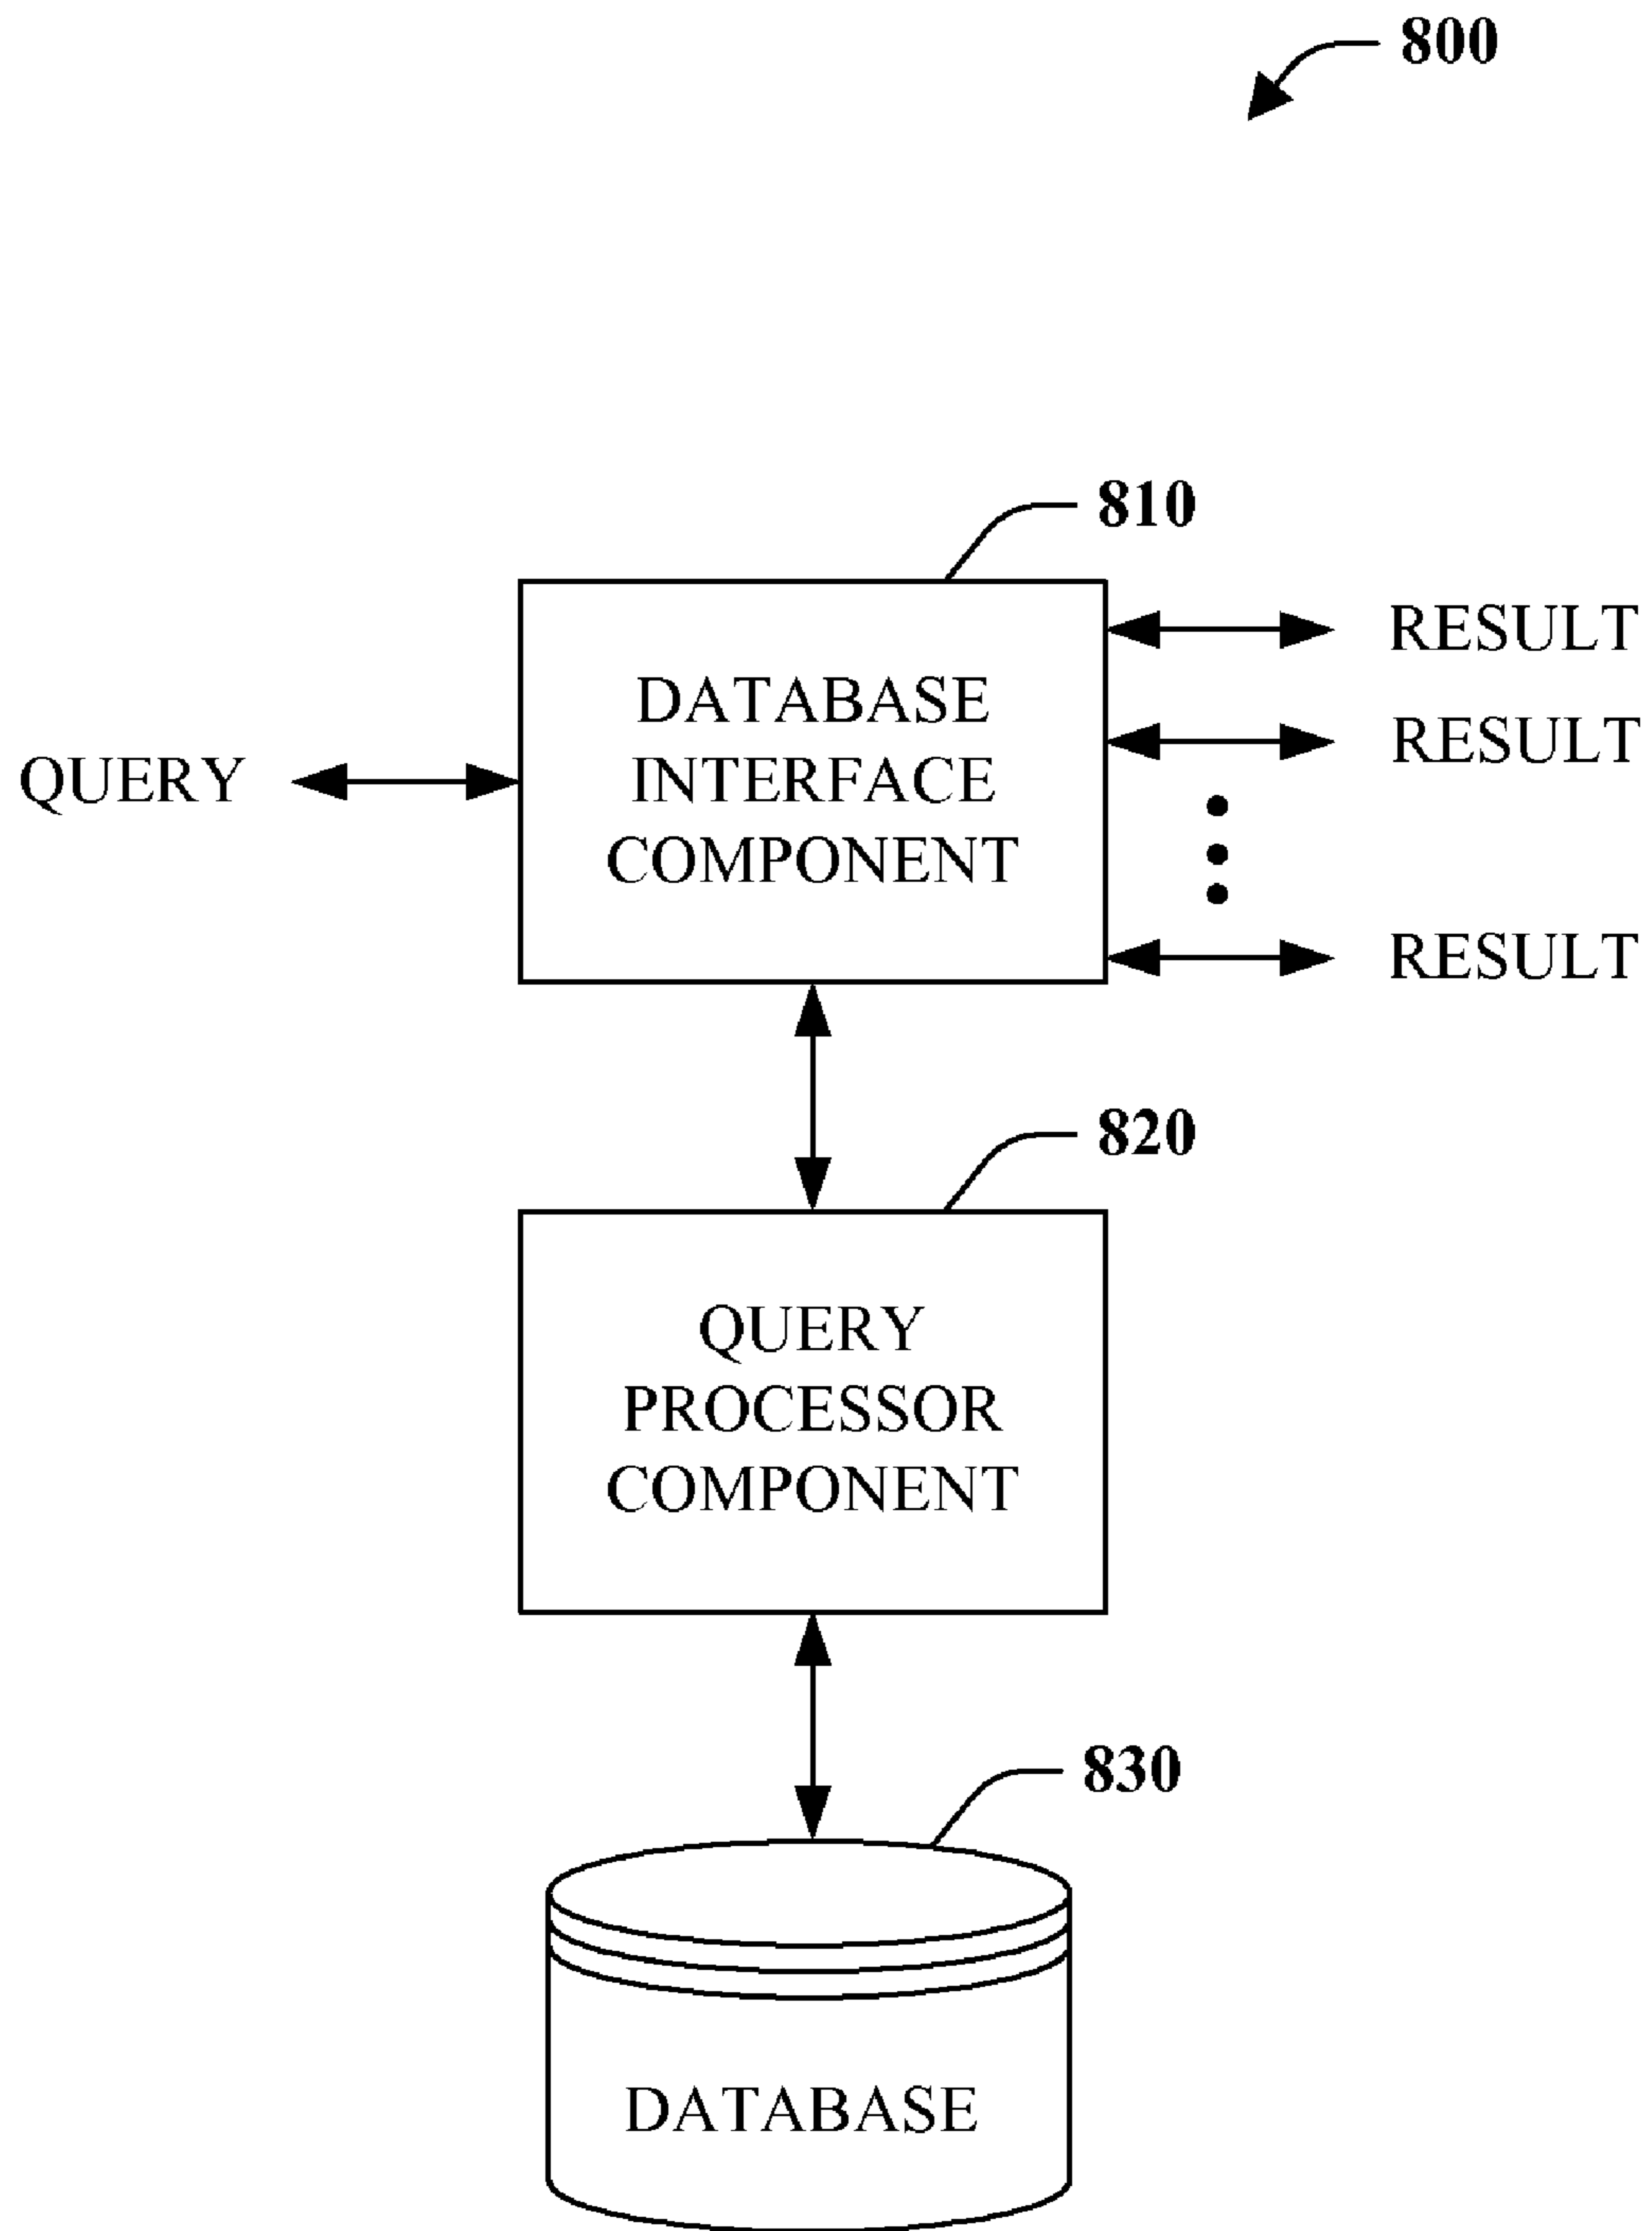 800
810
DATABASE
INTERFACE
COMPONENT
QUERY
RESULT
RESULT
RESULT
820
QUERY
PROCESSOR
COMPONENT
830
DATABASE